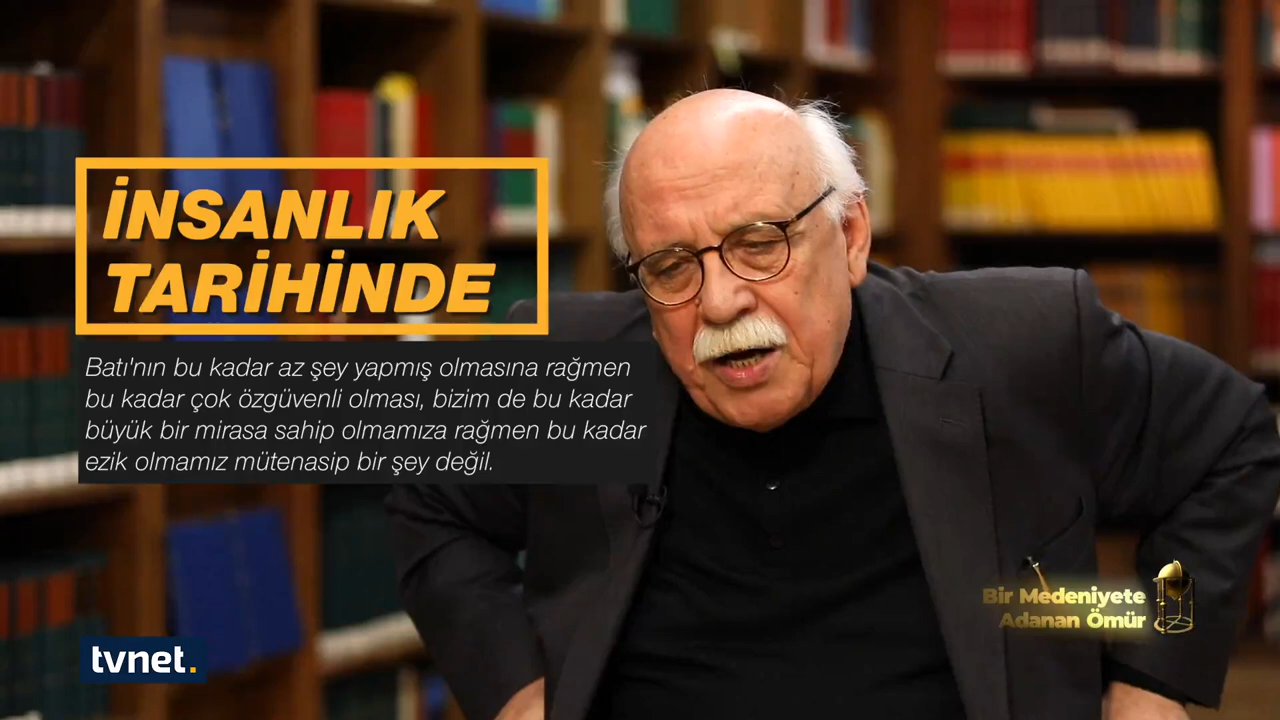 İNSANLIK
TARİHİNDE
Batı'nın bu kadar az şey yapmış olmasına rağmen
bu kadar çok özgüvenli olması, bizim de bu kadar
büyük bir mirasa sahip olmamıza rağmen bu kadar
ezik olmamız mütenasip bir şey değil.
Bir Medeniyete
Adanan Ömür
tvnet.